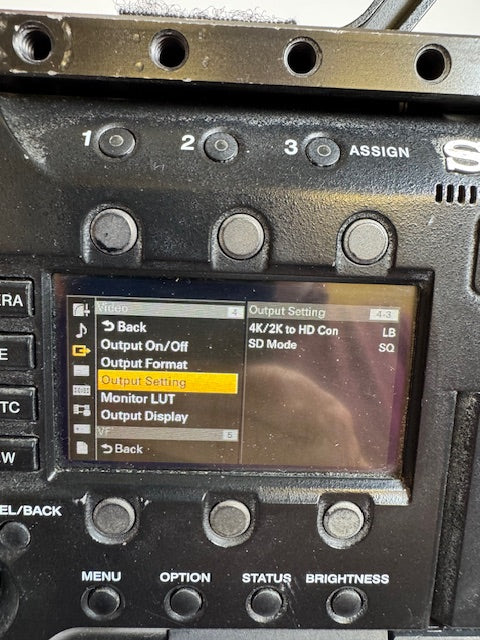 1 2 3 ASSIGN
S
Video 4
Back
Output On/Off
Output Format
Output Setting
Monitor LUT
Output Display
VF 5
Back
Output Setting 4-3
4K/2K to HD Con LB
SD Mode SQ
ERA
E
TC
W
EL/BACK
MENU OPTION STATUS BRIGHTNESS